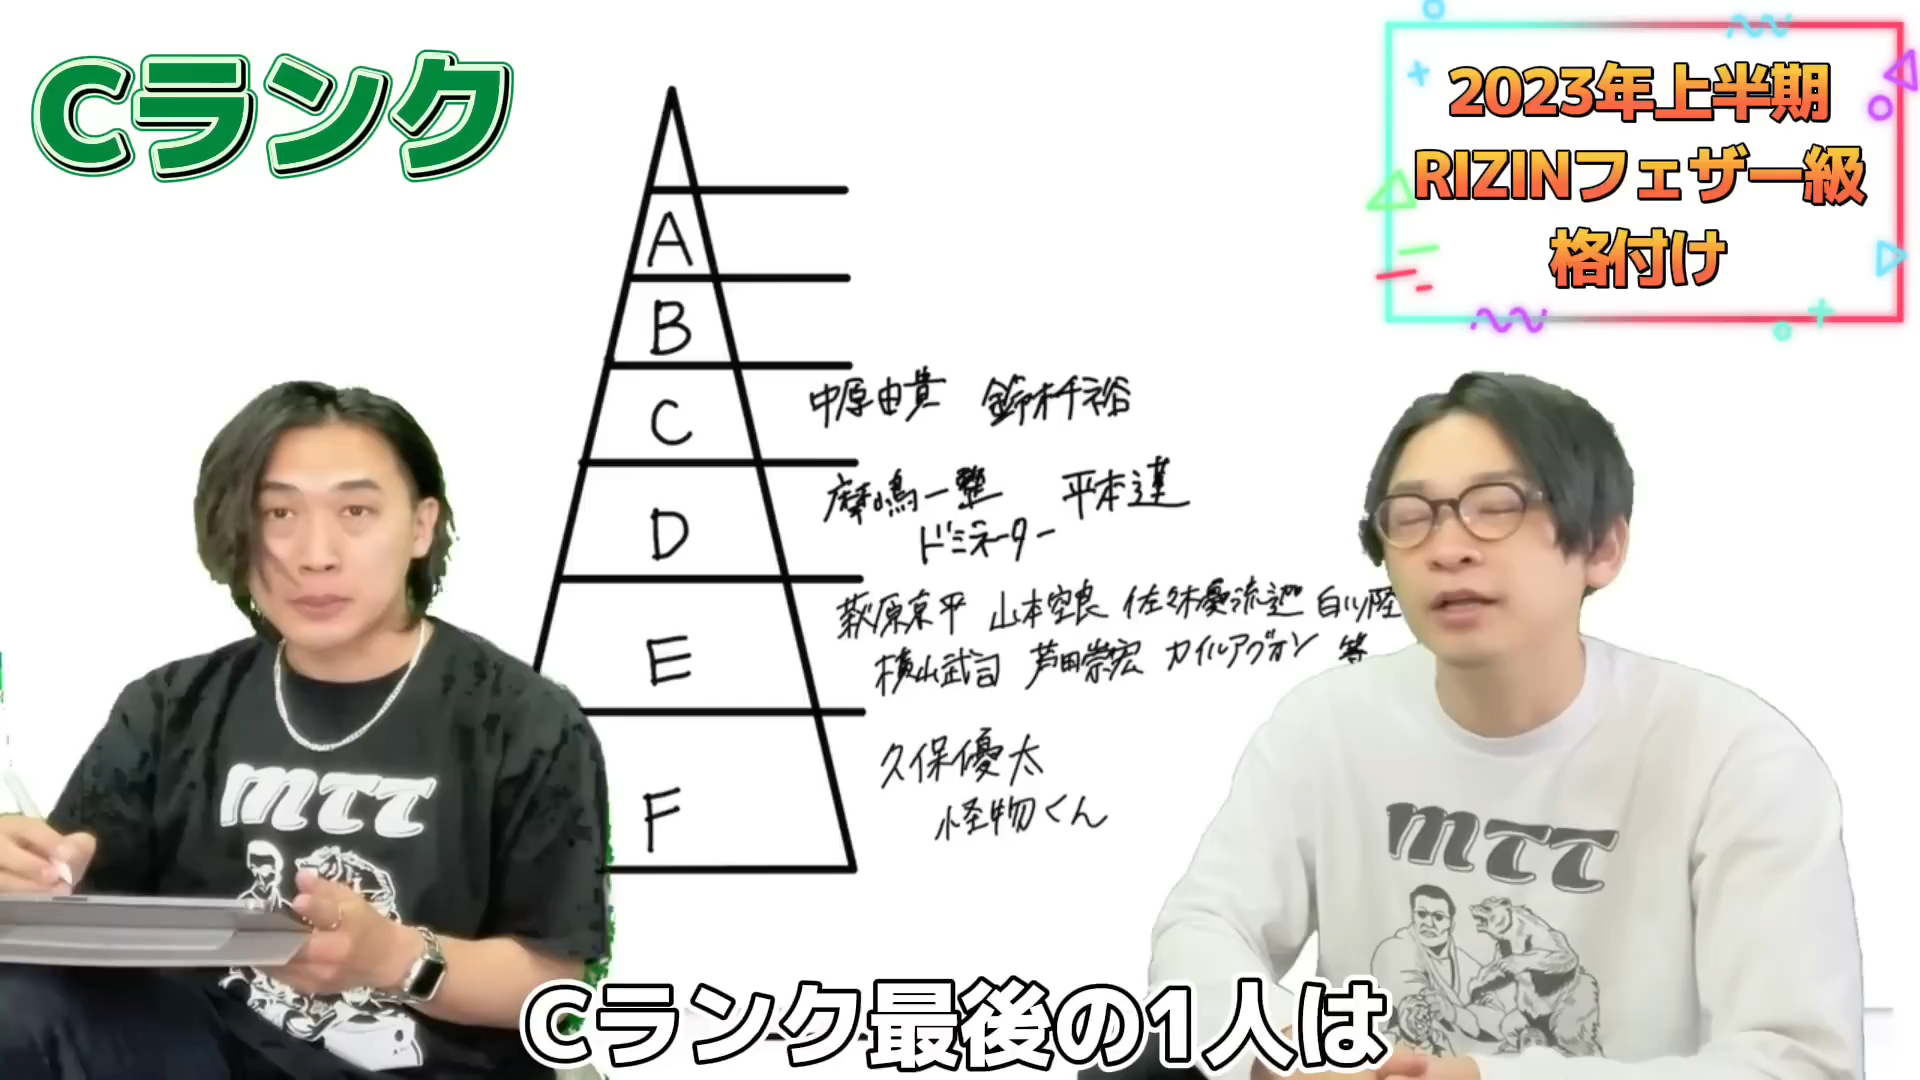 Cランク
2023年上半期
RIZINフェザー級
格付け
A
B
C
中原由貴 鈴木千裕
D
摩嶋一整 平本蓮
ドミネーター
E
萩原京平 山本空良 佐々木憂流迦 白川陸
横山武司 芦田崇宏 カイルアグオン 等
F
久保優太
怪物くん
MTT
MTT
Cランク最後の1人は